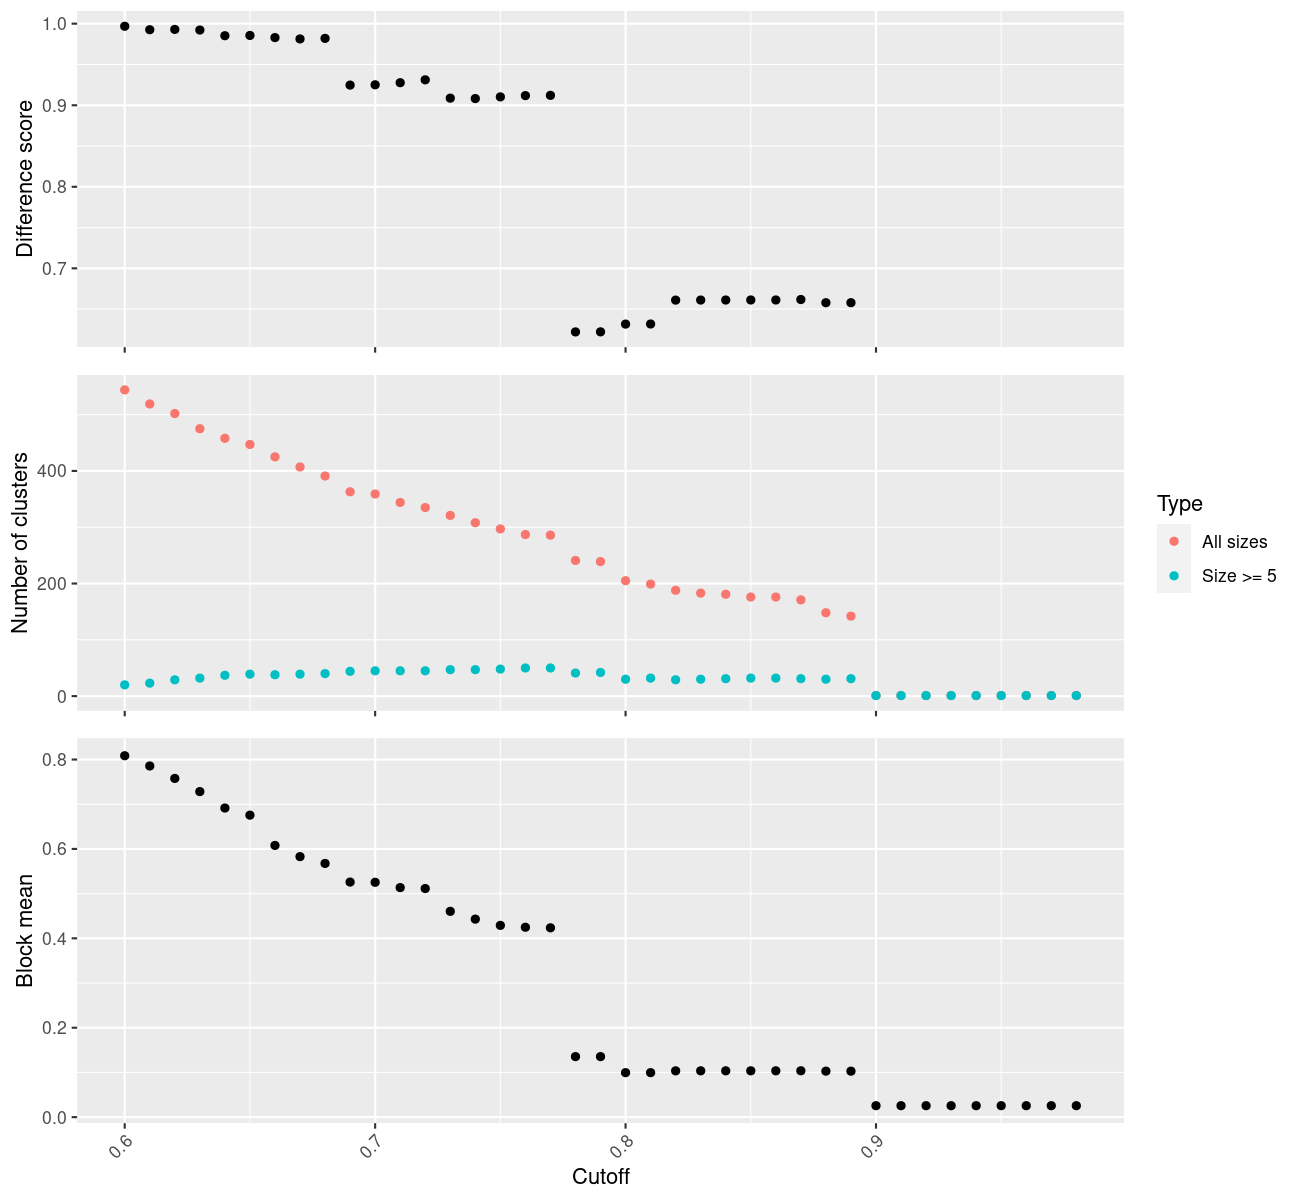 1.0
0.9
0.8
0.7
Difference score
400
200
0
Number of clusters
Type
All sizes
Size >= 5
0.8
0.6
0.4
0.2
0.0
Block mean
0.6 0.7 0.8 0.9
Cutoff